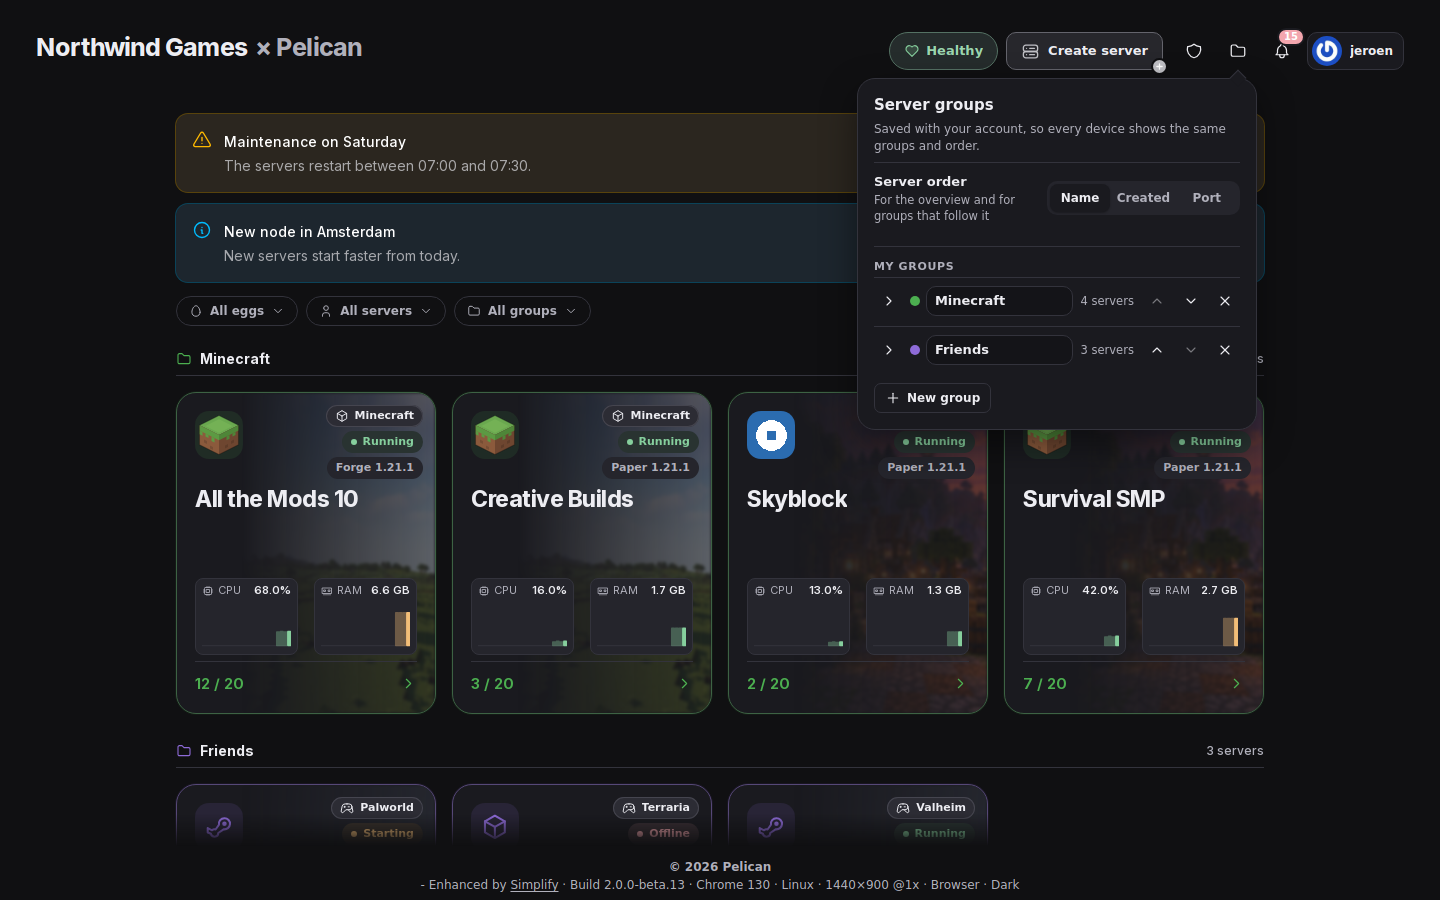 Northwind Games × Pelican
Healthy
Create server
15
jeroen
Server groups
Saved with your account, so every device shows the same
groups and order.
Server order
For the overview and for
groups that follow it
Name
Created
Port
MY GROUPS
Minecraft
4 servers
Friends
3 servers
New group
Maintenance on Saturday
The servers restart between 07:00 and 07:30.
New node in Amsterdam
New servers start faster from today.
All eggs
All servers
All groups
Minecraft
s
Minecraft
Running
Forge 1.21.1
All the Mods 10
CPU 68.0%
RAM 6.6 GB
12 / 20
Minecraft
Running
Paper 1.21.1
Creative Builds
CPU 16.0%
RAM 1.7 GB
3 / 20
Running
Paper 1.21.1
Skyblock
CPU 13.0%
RAM 1.3 GB
2 / 20
Running
Paper 1.21.1
Survival SMP
CPU 42.0%
RAM 2.7 GB
7 / 20
Friends
3 servers
Palworld
Starting
Terraria
Offline
Valheim
Running
© 2026 Pelican
- Enhanced by Simplify · Build 2.0.0-beta.13 · Chrome 130 · Linux · 1440×900 @1x · Browser · Dark